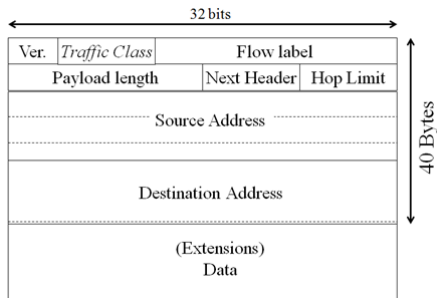 32 bits
Ver. Traffic Class Flow label
Payload length Next Header Hop Limit
Source Address
Destination Address
(Extensions)
Data
40 Bytes